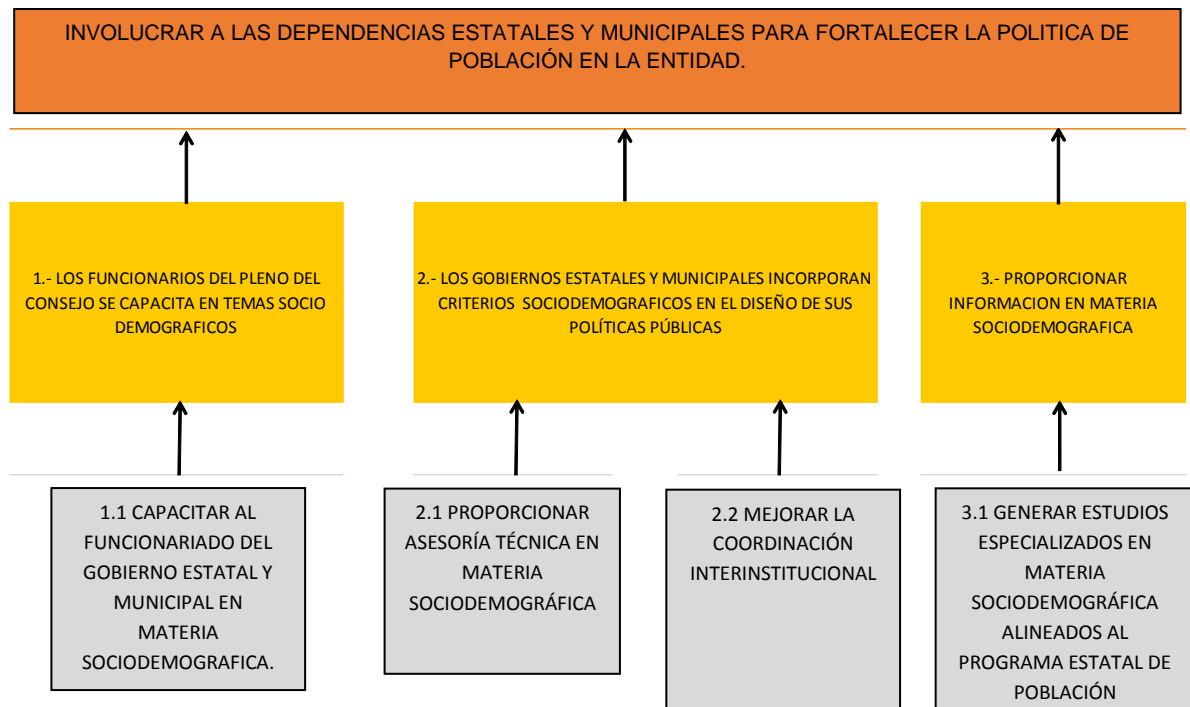 INVOLUCRAR A LAS DEPENDENCIAS ESTATALES Y MUNICIPALES PARA FORTALECER LA POLITICA DE
POBLACIÓN EN LA ENTIDAD.
1.- LOS FUNCIONARIOS DEL PLENO DEL
CONSEJO SE CAPACITA EN TEMAS SOCIO
DEMOGRAFICOS
2.- LOS GOBIERNOS ESTATALES Y MUNICIPALES INCORPORAN
CRITERIOS SOCIODEMOGRAFICOS EN EL DISEÑO DE SUS
POLÍTICAS PÚBLICAS
3.- PROPORCIONAR
INFORMACION EN MATERIA
SOCIODEMOGRAFICA
1.1 CAPACITAR AL
FUNCIONARIADO DEL
GOBIERNO ESTATAL Y
MUNICIPAL EN
MATERIA
SOCIODEMOGRAFICA.
2.1 PROPORCIONAR
ASESORÍA TÉCNICA EN
MATERIA
SOCIODEMOGRÁFICA
2.2 MEJORAR LA
COORDINACIÓN
INTERINSTITUCIONAL
3.1 GENERAR ESTUDIOS
ESPECIALIZADOS EN
MATERIA
SOCIODEMOGRÁFICA
ALINEADOS AL
PROGRAMA ESTATAL DE
POBLACIÓN